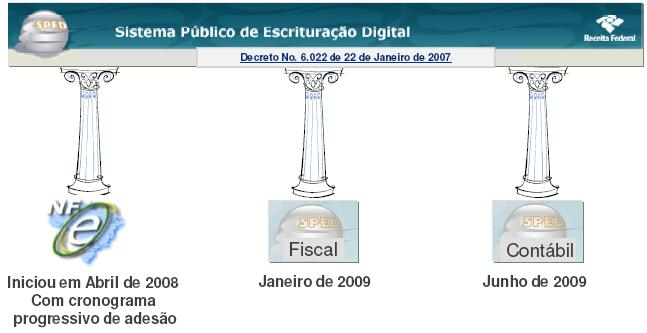 SPED
Sistema Público de Escrituração Digital
Receita Federal
Decreto No. 6.022 de 22 de Janeiro de 2007
NF
e
SPED
Fiscal
SPED
Contábil
Iniciou em Abril de 2008
Com cronograma
progressivo de adesão
Janeiro de 2009
Junho de 2009